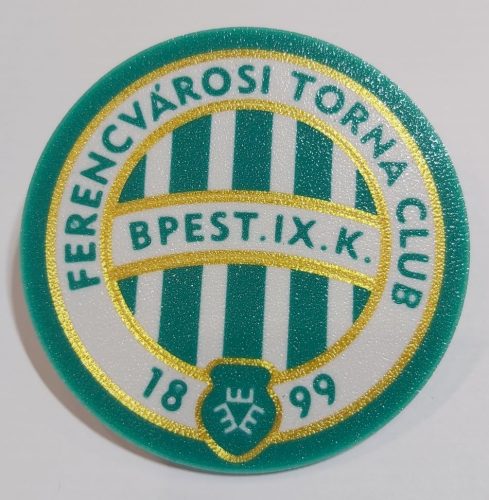 FERENCVÁROSI TORNA CLUB
BPEST.IX.K.
18 99